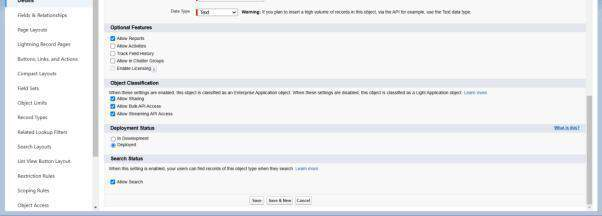 Details
Fields & Relationships
Page Layouts
Lightning Record Pages
Buttons, Links, and Actions
Compact Layouts
Field Sets
Object Limits
Record Types
Related Lookup Filters
Search Layouts
List View Button Layout
Restriction Rules
Scoping Rules
Object Access
Data Type Text Warning: If you plan to insert a high volume of records in this object, via the API for example, use the Text data type.
Optional Features
Allow Reports
Allow Activities
Track Field History
Allow in Chatter Groups
Enable Licensing
Object Classification
When these settings are enabled, this object is classified as an Enterprise Application object. When these settings are disabled, this object is classified as a Light Application object. Learn more
Allow Sharing
Allow Bulk API Access
Allow Streaming API Access
Deployment Status What is this?
In Development
Deployed
Search Status
When this setting is enabled, your users can find records of this object type when they search. Learn more
Allow Search
Save Save & New Cancel